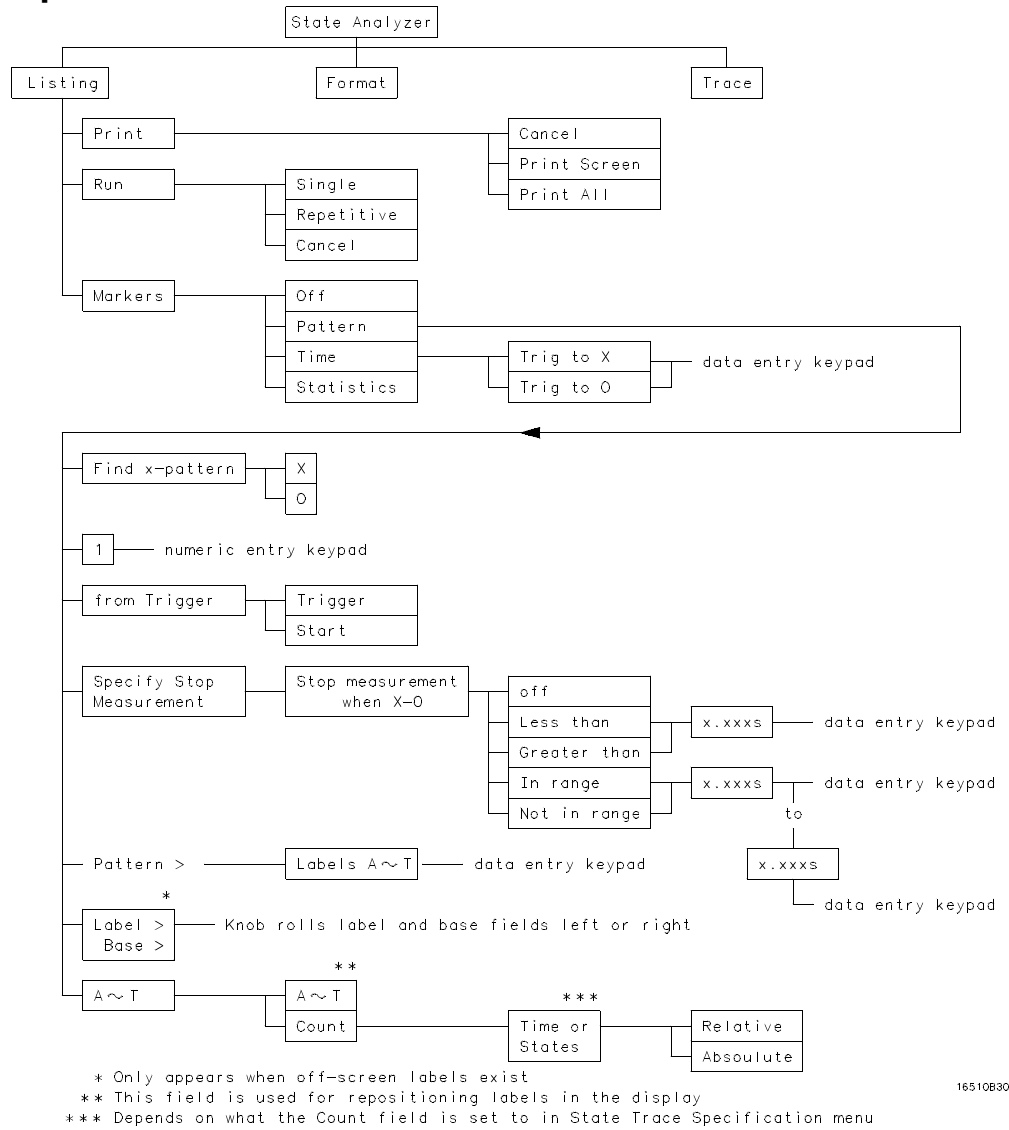 State Analyzer
Listing
Format
Trace
Print
Cancel
Print Screen
Print All
Run
Single
Repetitive
Cancel
Markers
Off
Pattern
Time
Statistics
Trig to X
Trig to O
data entry keypad
Find x-pattern
X
O
1
numeric entry keypad
from Trigger
Trigger
Start
Specify Stop
Measurement
Stop measurement
when X-O
off
Less than
Greater than
In range
Not in range
x.xxxs
data entry keypad
x.xxxs
data entry keypad
to
x.xxxs
data entry keypad
Pattern >
Labels A~T
data entry keypad
*
Label >
Base >
Knob rolls label and base fields left or right
A~T
**
A~T
Count
***
Time or
States
Relative
Absoulute
* Only appears when off-screen labels exist
** This field is used for repositioning labels in the display
*** Depends on what the Count field is set to in State Trace Specification menu
16510B30